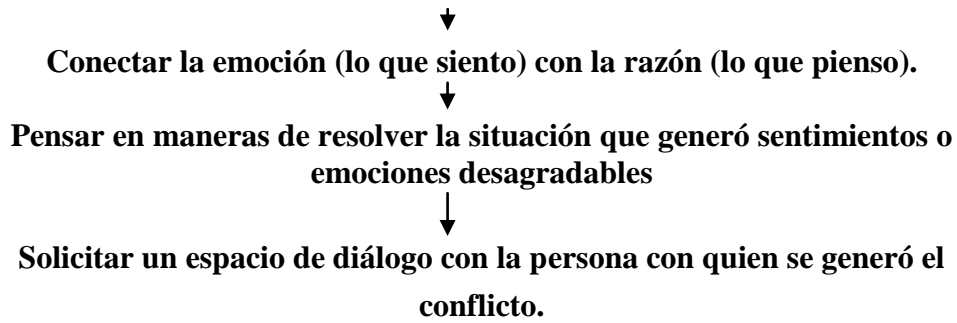 Conectar la emoción (lo que siento) con la razón (lo que pienso).
Pensar en maneras de resolver la situación que generó sentimientos o
emociones desagradables
Solicitar un espacio de diálogo con la persona con quien se generó el
conflicto.